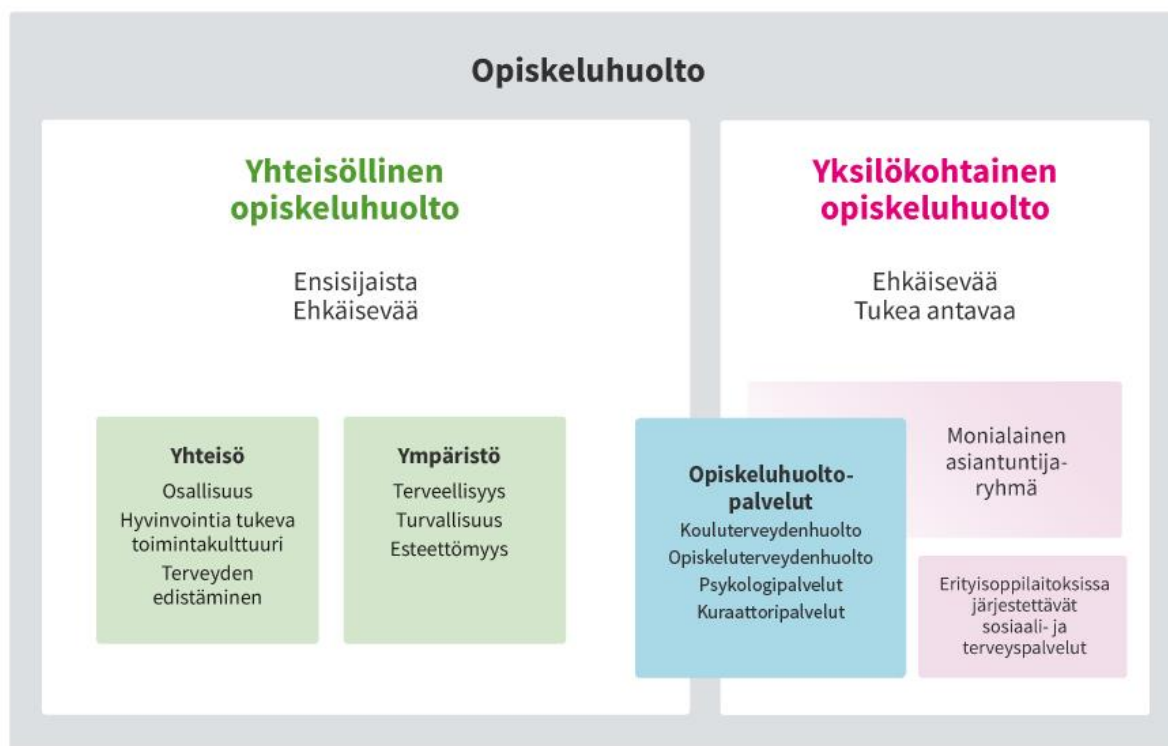 Opiskeluhuolto
Yhteisöllinen
opiskeluhuolto
Ensisijaista
Ehkäisevää
Yhteisö
Osallisuus
Hyvinvointia tukeva
toimintakulttuuri
Terveyden
edistäminen
Ympäristö
Terveellisyys
Turvallisuus
Esteettömyys
Opiskeluhuolto-
palvelut
Kouluterveydenhuolto
Opiskeluterveydenhuolto
Psykologipalvelut
Kuraattoripalvelut
Yksilökohtainen
opiskeluhuolto
Ehkäisevää
Tukea antavaa
Monialainen
asiantuntija-
ryhmä
Erityisoppilaitoksissa
järjestettävät
sosiaali- ja
terveyspalvelut